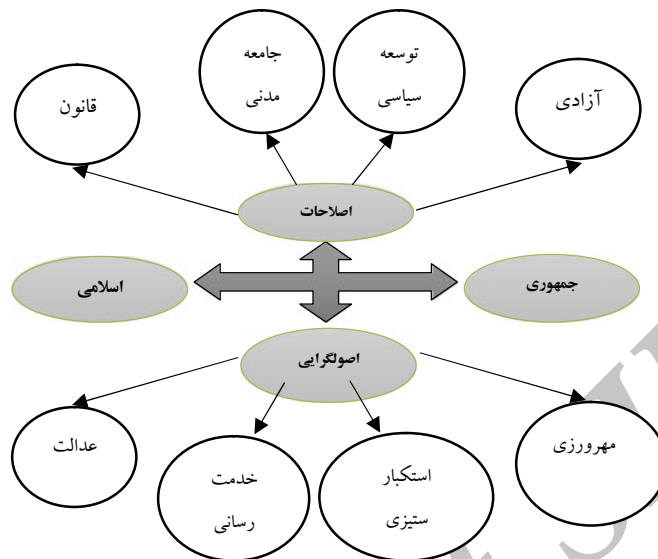 آزادی
توسعه
سیاسی
جامعه
مدنی
قانون
اصلاحات
جمهوری
اسلامی
اصولگرایی
مهرورزی
استکبار
ستیزی
خدمت
رسانی
عدالت